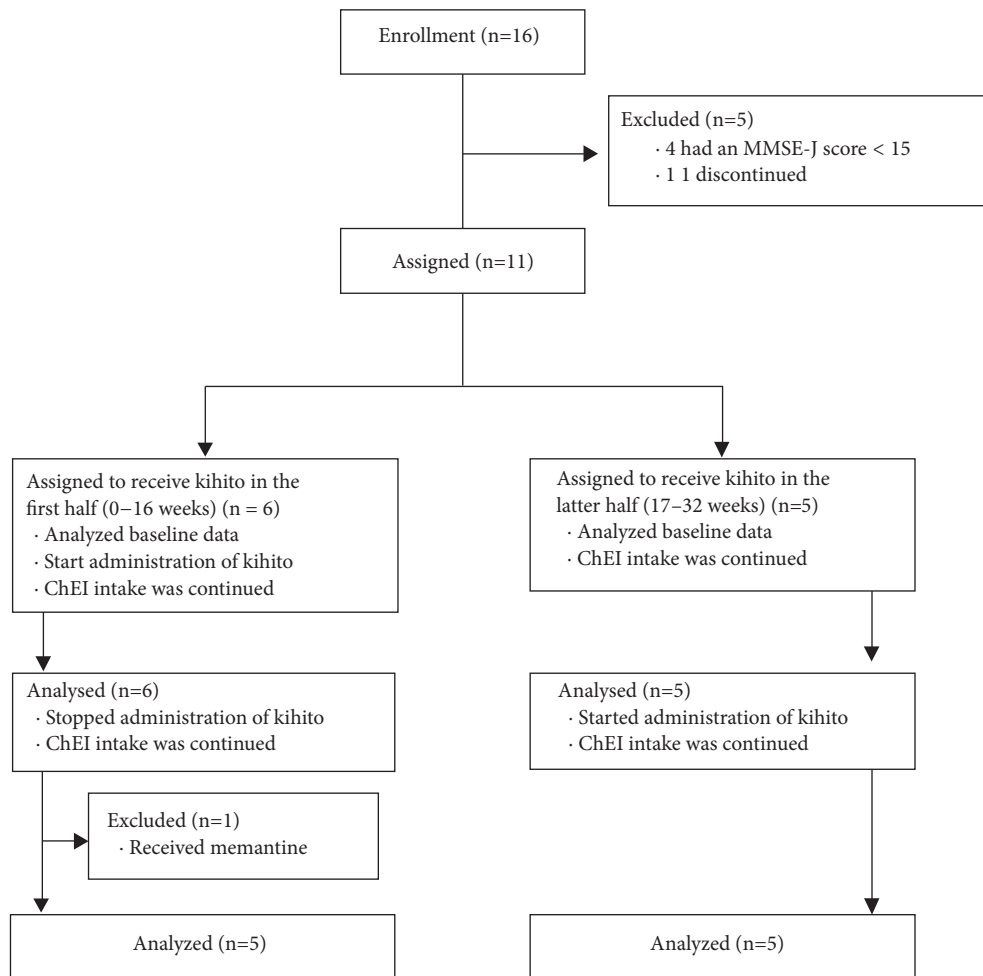 Enrollment (n=16)
Excluded (n=5)
· 4 had an MMSE-J score < 15
· 1 1 discontinued
Assigned (n=11)
Assigned to receive kihito in the
first half (0–16 weeks) (n = 6)
· Analyzed baseline data
· Start administration of kihito
· ChEI intake was continued
Assigned to receive kihito in the
latter half (17–32 weeks) (n=5)
· Analyzed baseline data
· ChEI intake was continued
Analysed (n=6)
· Stopped administration of kihito
· ChEI intake was continued
Analysed (n=5)
· Started administration of kihito
· ChEI intake was continued
Excluded (n=1)
· Received memantine
Analyzed (n=5)
Analyzed (n=5)